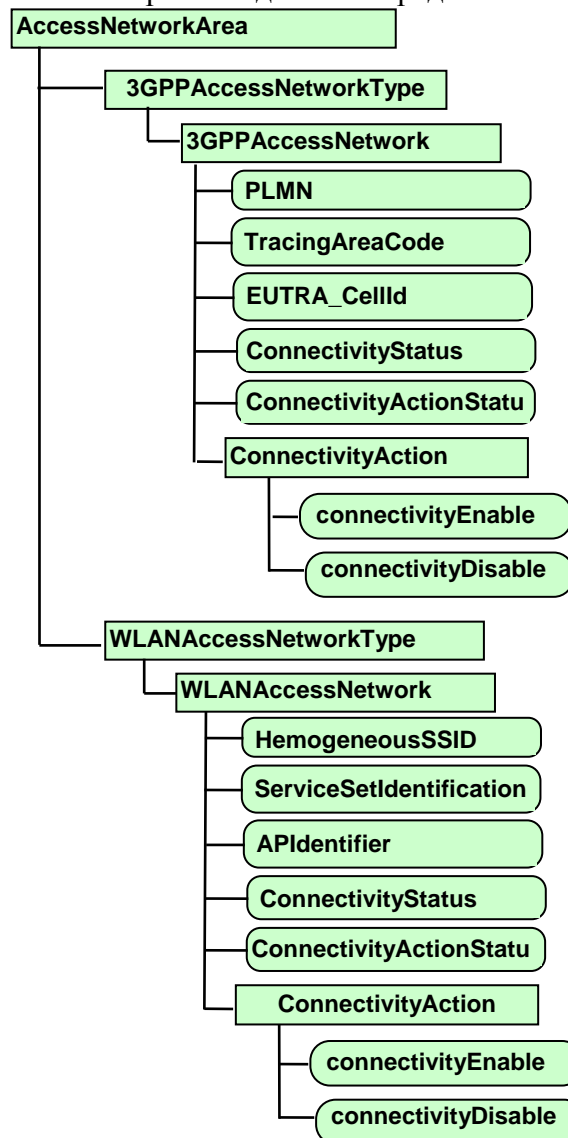 AccessNetworkArea
3GPPAccessNetworkType
3GPPAccessNetwork
PLMN
TracingAreaCode
EUTRA_CellId
ConnectivityStatus
ConnectivityActionStatu
ConnectivityAction
connectivityEnable
connectivityDisable
WLANAccessNetworkType
WLANAccessNetwork
HemogeneousSSID
ServiceSetIdentification
APIdentifier
ConnectivityStatus
ConnectivityActionStatu
ConnectivityAction
connectivityEnable
connectivityDisable